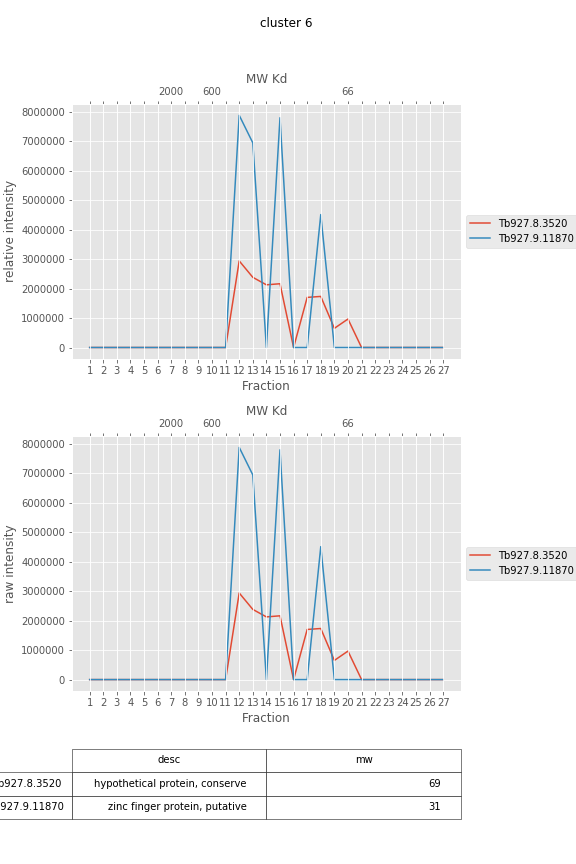 cluster 6
MW Kd
2000 600 66
8000000
7000000
6000000
5000000
4000000
3000000
2000000
1000000
0
relative intensity
Tb927.8.3520
Tb927.9.11870
1 2 3 4 5 6 7 8 9 10 11 12 13 14 15 16 17 18 19 20 21 22 23 24 25 26 27
Fraction
MW Kd
2000 600 66
8000000
7000000
6000000
5000000
4000000
3000000
2000000
1000000
0
raw intensity
Tb927.8.3520
Tb927.9.11870
1 2 3 4 5 6 7 8 9 10 11 12 13 14 15 16 17 18 19 20 21 22 23 24 25 26 27
Fraction
desc mw
b927.8.3520 hypothetical protein, conserve 69
927.9.11870 zinc finger protein, putative 31